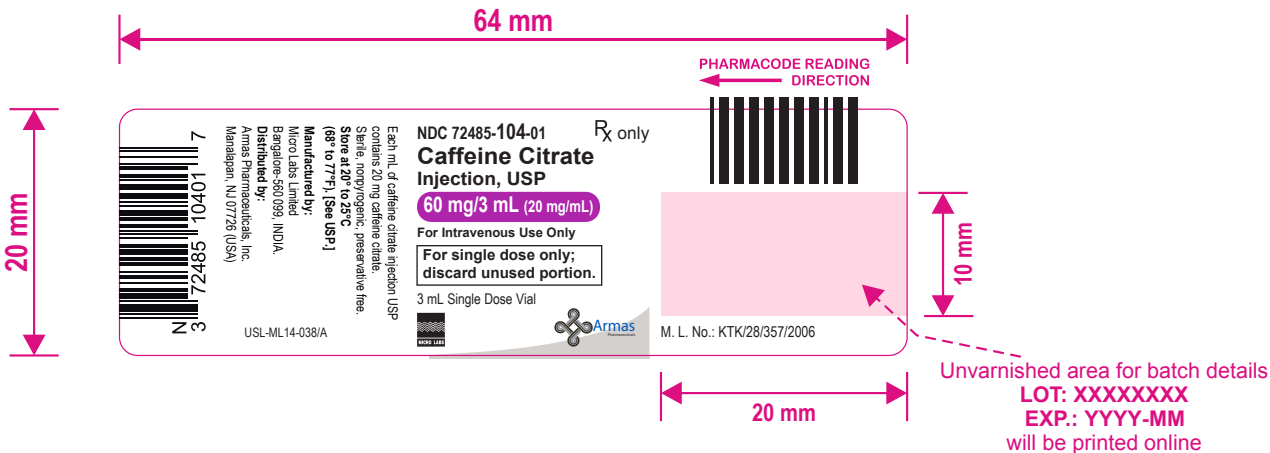 64 mm
PHARMACODE READING
DIRECTION
20 mm
N
3 72485 10401 7
Each mL of caffeine citrate injection USP
contains 20 mg caffeine citrate.
Sterile, nonpyrogenic, preservative free.
Store at 20° to 25°C
(68° to 77°F). [See USP.]
Manufactured by:
Micro Labs Limited
Bangalore-560 099, INDIA.
Distributed by:
Armas Pharmaceuticals, Inc.
Manalapan, NJ 07726 (USA)
USL-ML14-038/A
NDC 72485-104-01
Rx only
Caffeine Citrate
Injection, USP
60 mg/3 mL (20 mg/mL)
For Intravenous Use Only
For single dose only;
discard unused portion.
3 mL Single Dose Vial
MICRO LABS
Armas
Pharmaceuticals
M. L. No.: KTK/28/357/2006
10 mm
20 mm
Unvarnished area for batch details
LOT: XXXXXXXX
EXP.: YYYY-MM
will be printed online